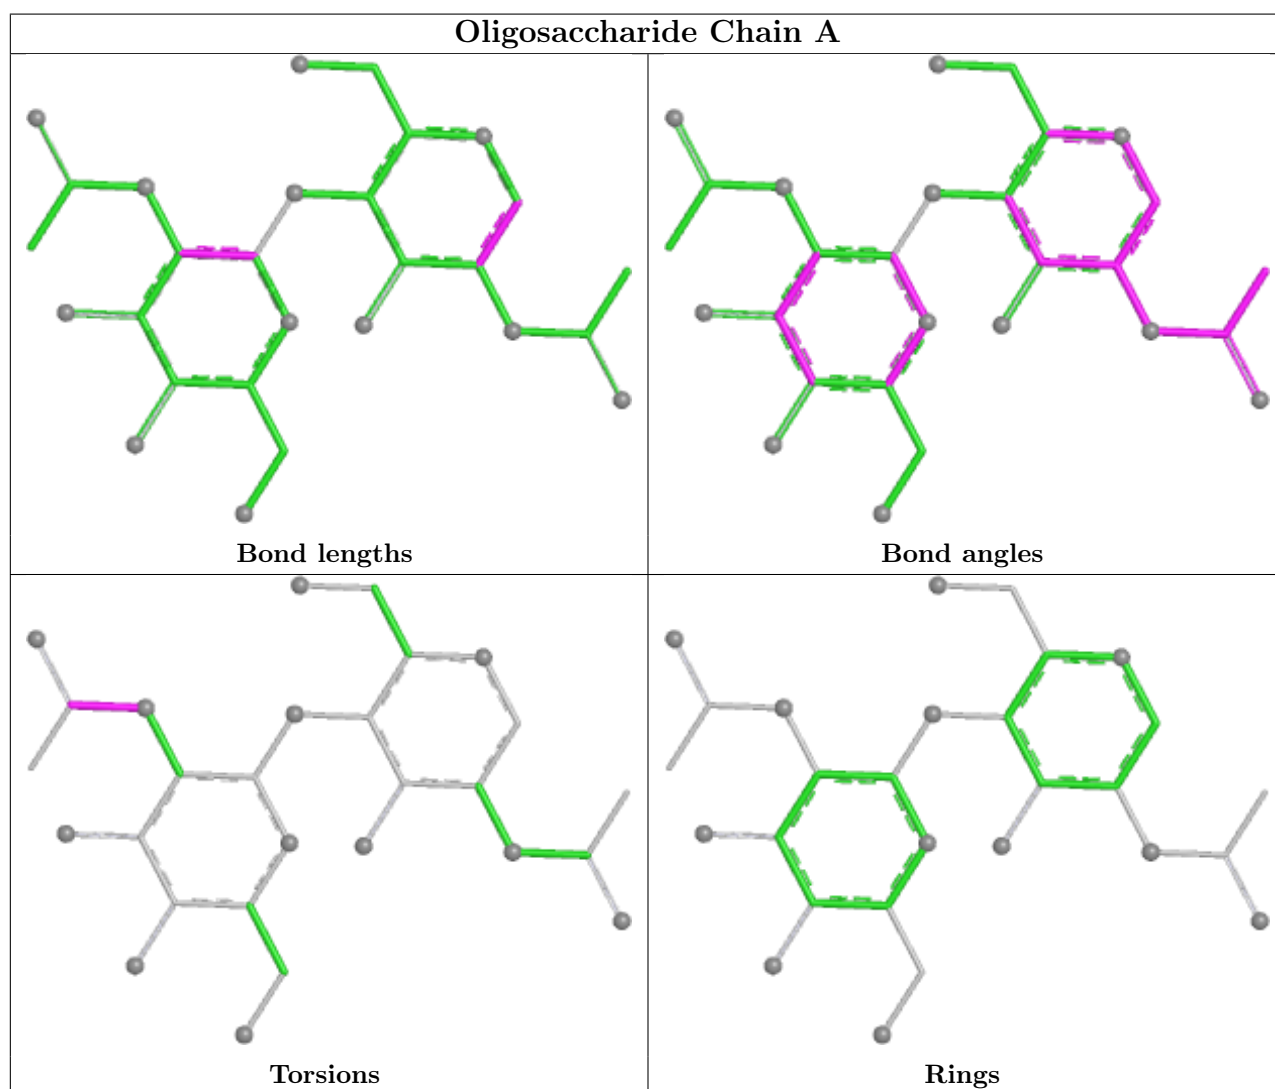 Oligosaccharide Chain A
Bond lengths
Bond angles
Torsions
Rings